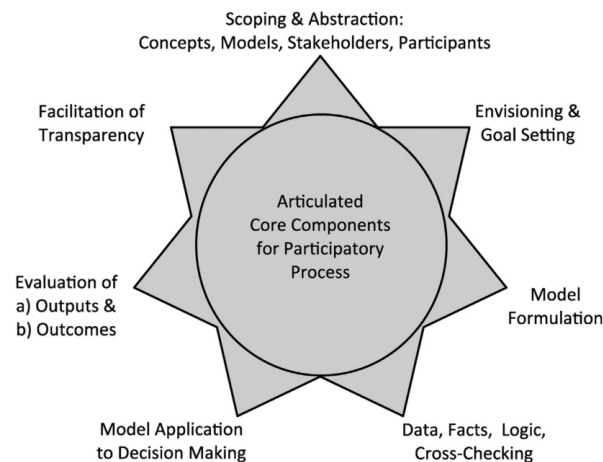 Scoping & Abstraction:
Concepts, Models, Stakeholders, Participants
Facilitation of
Transparency
Envisioning &
Goal Setting
Articulated
Core Components
for Participatory
Process
Evaluation of
a) Outputs &
b) Outcomes
Model
Formulation
Model Application
to Decision Making
Data, Facts, Logic,
Cross-Checking